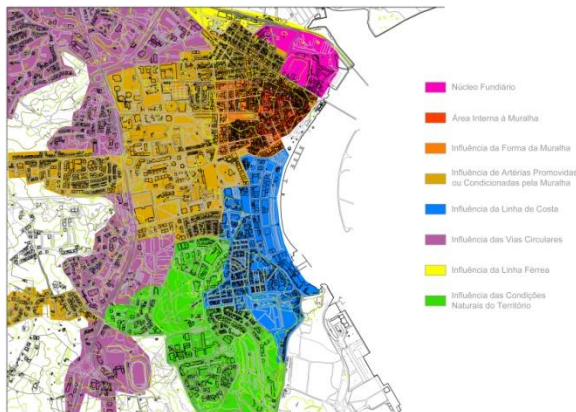 Núcleo Fundiário
Área Interna à Muralha
Influência da Forma da Muralha
Influência de Artérias Promovidas
ou Condicionadas pela Muralha
Influência da Linha de Costa
Influência das Vias Circulares
Influência da Linha Férrea
Influência das Condições
Naturais do Território